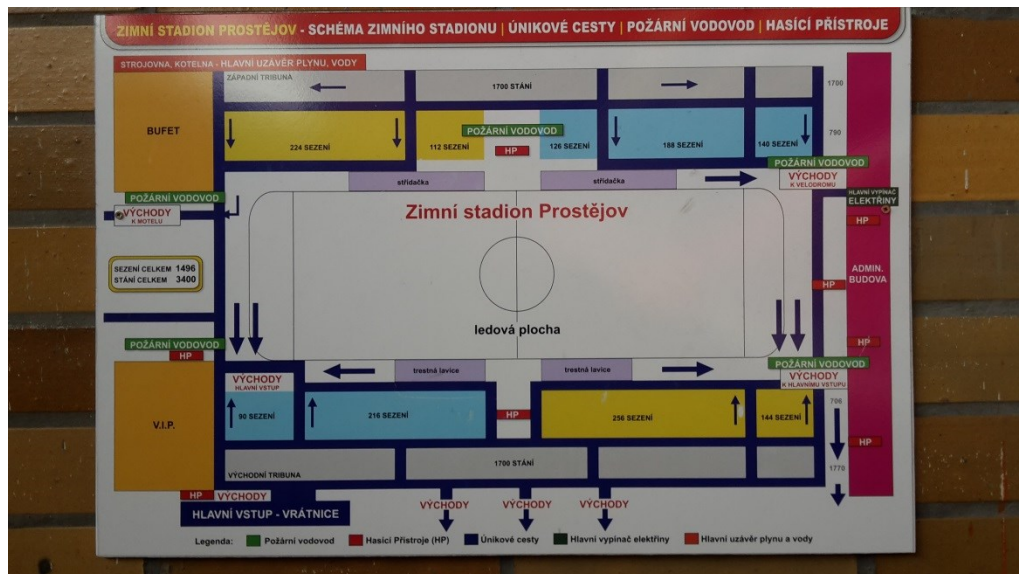 ZIMNÍ STADION PROSTĚJOV - SCHÉMA ZIMNÍHO STADIONU | ÚNIKOVÉ CESTY | POŽÁRNÍ VODOVOD | HASÍCÍ PŘÍSTROJE
STROJOVNA, KOTELNA - HLAVNÍ UZÁVĚR PLYNU, VODY
ZÁPADNÍ TRIBUNA
1700 STÁNÍ
1790
BUFET
POŽÁRNÍ VODOVOD
790
224 SEZENÍ
112 SEZENÍ
HP
126 SEZENÍ
188 SEZENÍ
140 SEZENÍ
POŽÁRNÍ VODOVOD
střídačka
střídačka
VÝCHODY
K VELODROMU
POŽÁRNÍ VODOVOD
HLAVNÍ VYPÍNAČ
ELEKTŘINY
VÝCHODY
K MOTELU
Zimní stadion Prostějov
HP
SEZENÍ CELKEM 1496
STÁNÍ CELKEM 3400
ADMIN.
BUDOVA
HP
ledová plocha
POŽÁRNÍ VODOVOD
HP
HP
POŽÁRNÍ VODOVOD
trestná lavice
trestná lavice
VÝCHODY
HLAVNÍ VSTUP
VÝCHODY
K HLAVNÍMU VSTUPU
V.I.P.
90 SEZENÍ
216 SEZENÍ
HP
256 SEZENÍ
144 SEZENÍ
706
HP
VÝCHODNÍ TRIBUNA
1700 STÁNÍ
1770
HP
VÝCHODY
HLAVNÍ VSTUP - VRÁTNICE
VÝCHODY
VÝCHODY
VÝCHODY
Legenda:
Požární vodovod
Hasící Přístroje (HP)
Únikové cesty
Hlavní vypínač elektřiny
Hlavní uzávěr plynu a vody